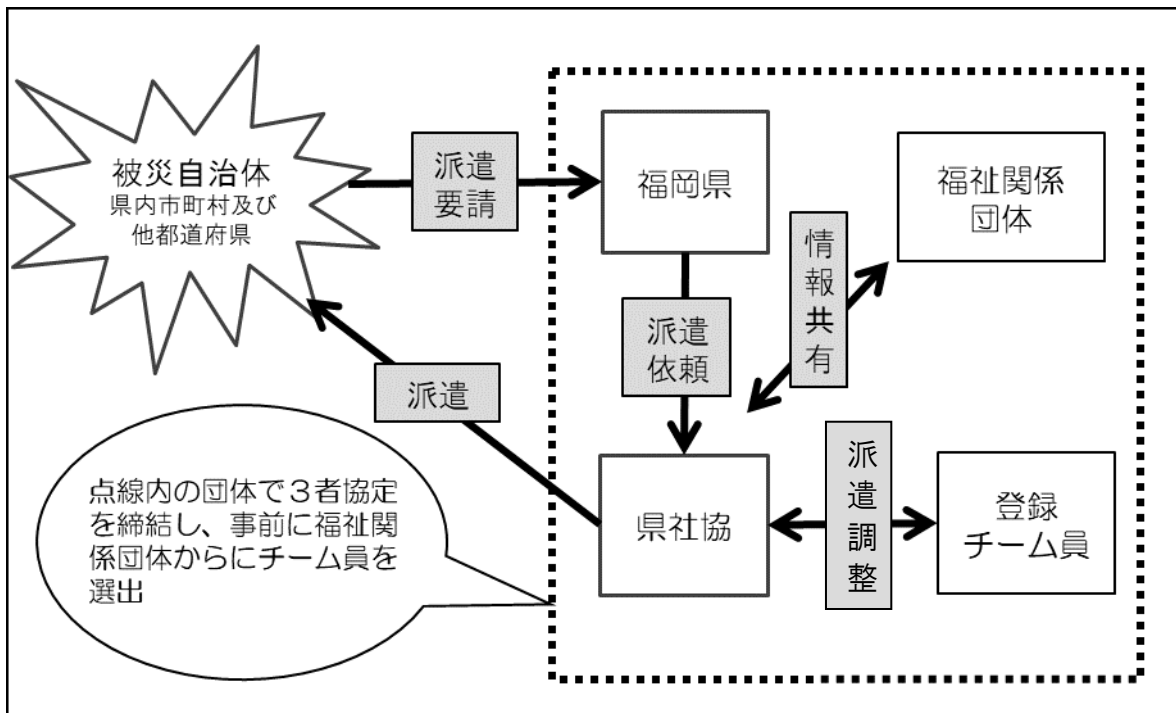 被災自治体
県内市町村及び
他都道府県
派遣
要請
福岡県
福祉関係
団体
情報共有
派遣
依頼
派遣
県社協
派遣調整
登録
チーム員
点線内の団体で３者協定
を締結し、事前に福祉関
係団体からにチーム員を
選出